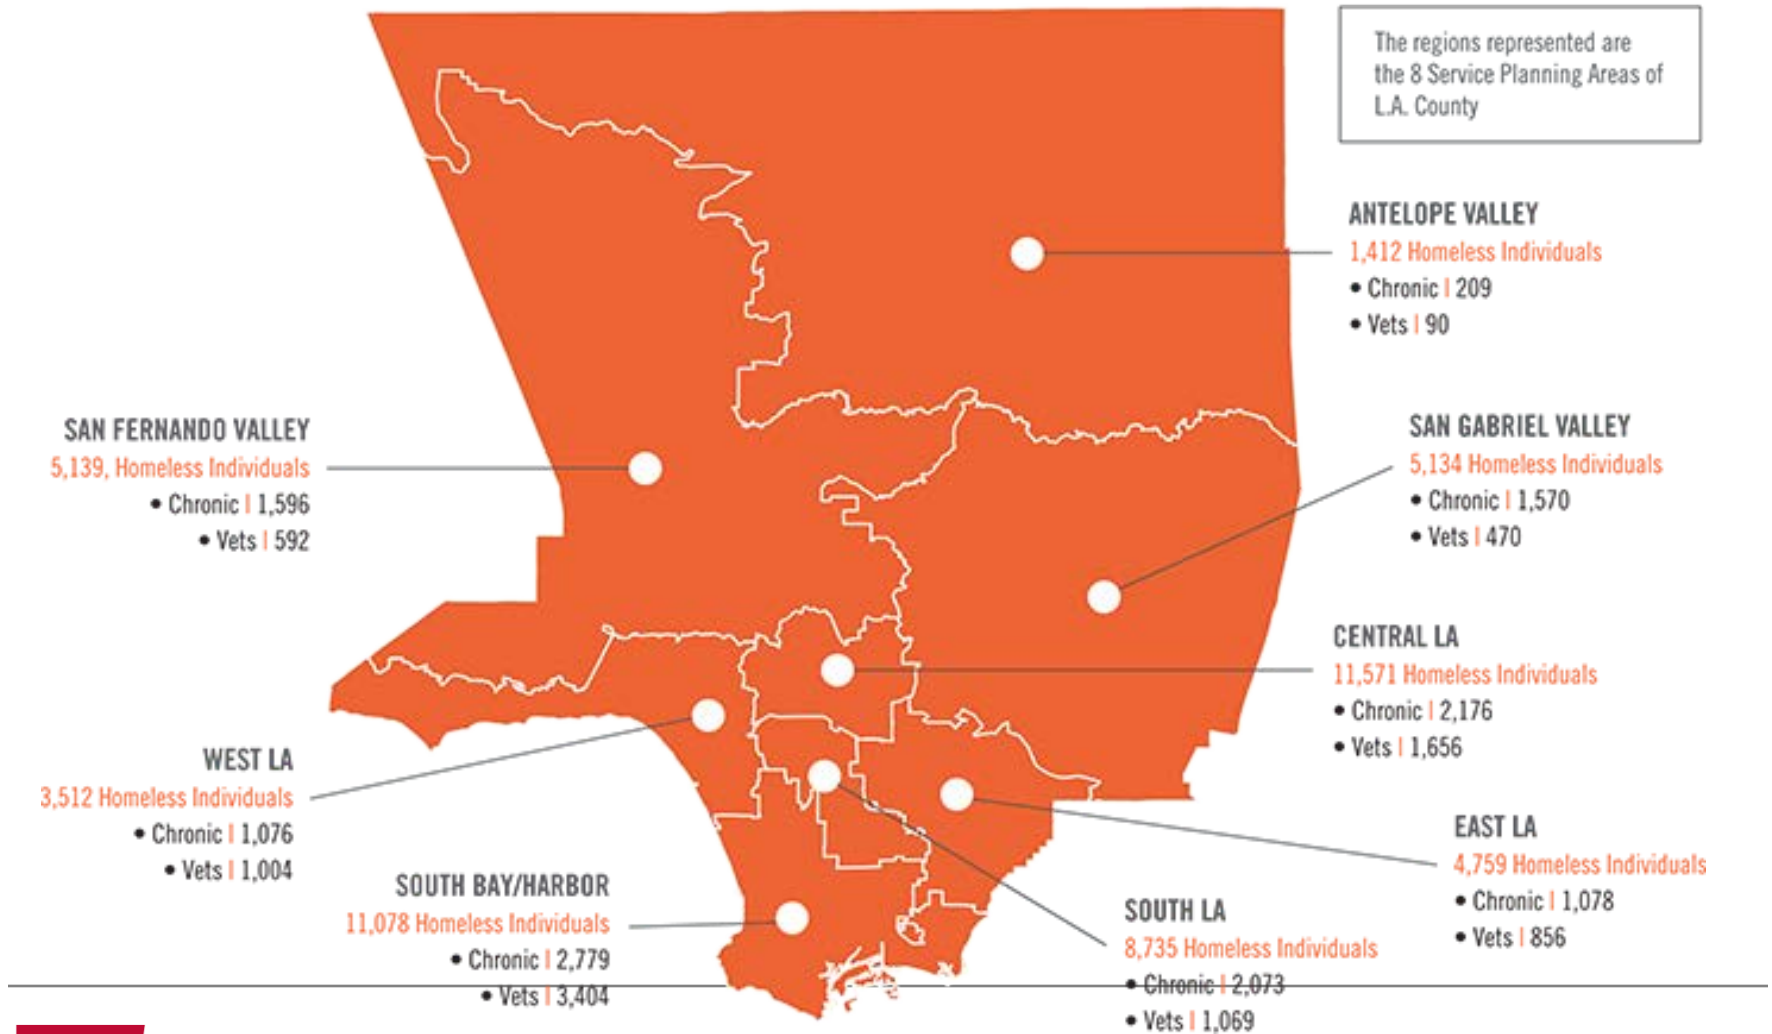 The regions represented are
the 8 Service Planning Areas of
L.A. County
ANTELOPE VALLEY
1,412 Homeless Individuals
• Chronic | 209
• Vets | 90
SAN FERNANDO VALLEY
5,139, Homeless Individuals
• Chronic | 1,596
• Vets | 592
SAN GABRIEL VALLEY
5,134 Homeless Individuals
• Chronic | 1,570
• Vets | 470
CENTRAL LA
11,571 Homeless Individuals
• Chronic | 2,176
• Vets | 1,656
WEST LA
3,512 Homeless Individuals
• Chronic | 1,076
• Vets | 1,004
EAST LA
4,759 Homeless Individuals
• Chronic | 1,078
• Vets | 856
SOUTH BAY/HARBOR
11,078 Homeless Individuals
• Chronic | 2,779
• Vets | 3,404
SOUTH LA
8,735 Homeless Individuals
• Chronic | 2,073
• Vets | 1,069